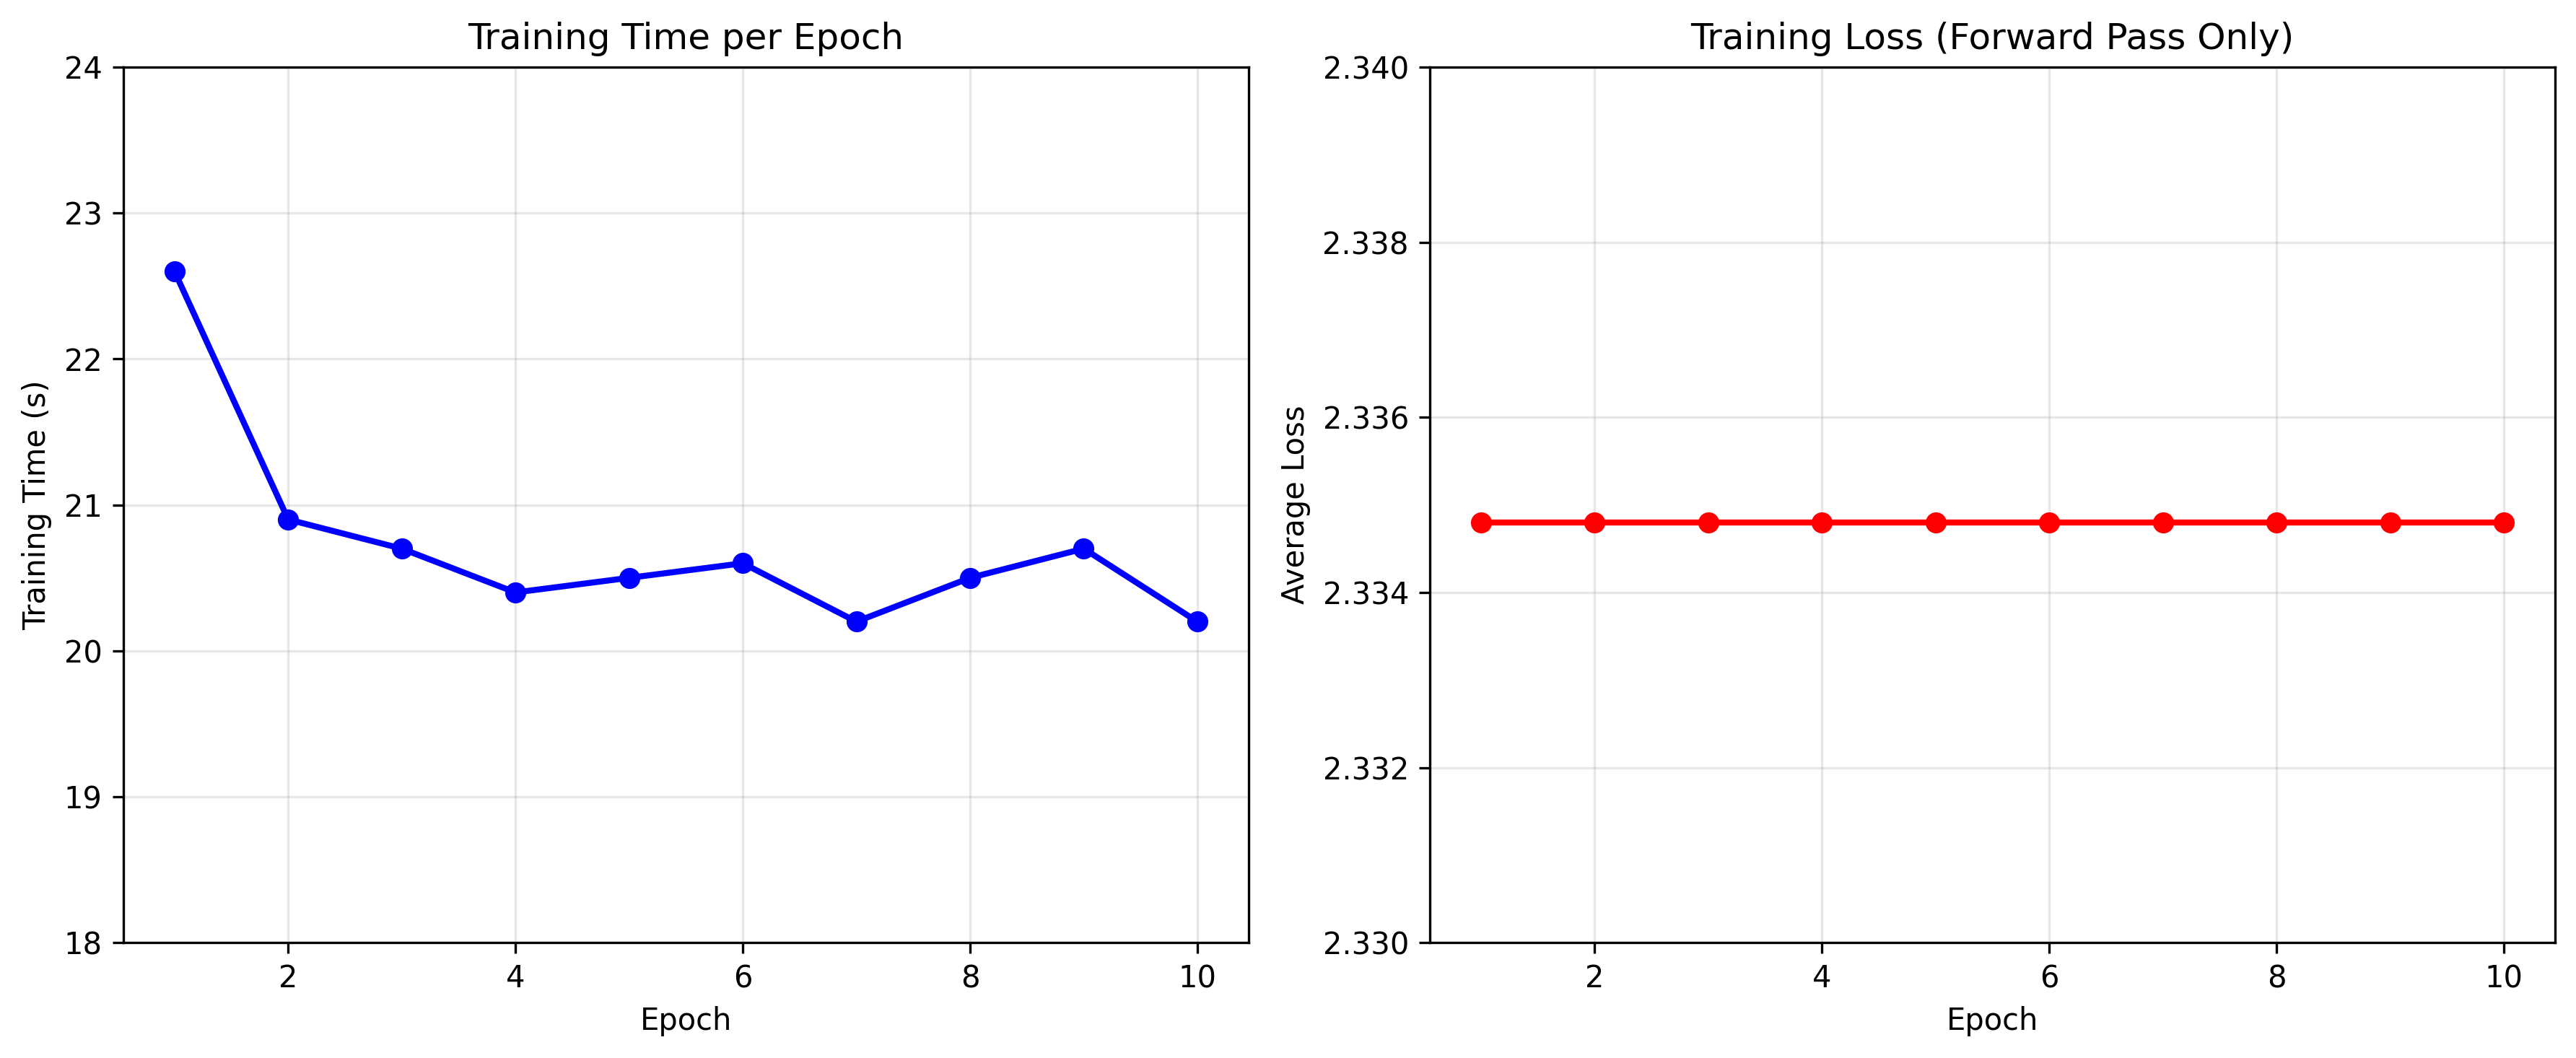 Training Time per Epoch
24
23
22
21
20
19
18
Training Time (s)
2 4 6 8 10
Epoch
Training Loss (Forward Pass Only)
2.340
2.338
2.336
2.334
2.332
2.330
Average Loss
2 4 6 8 10
Epoch